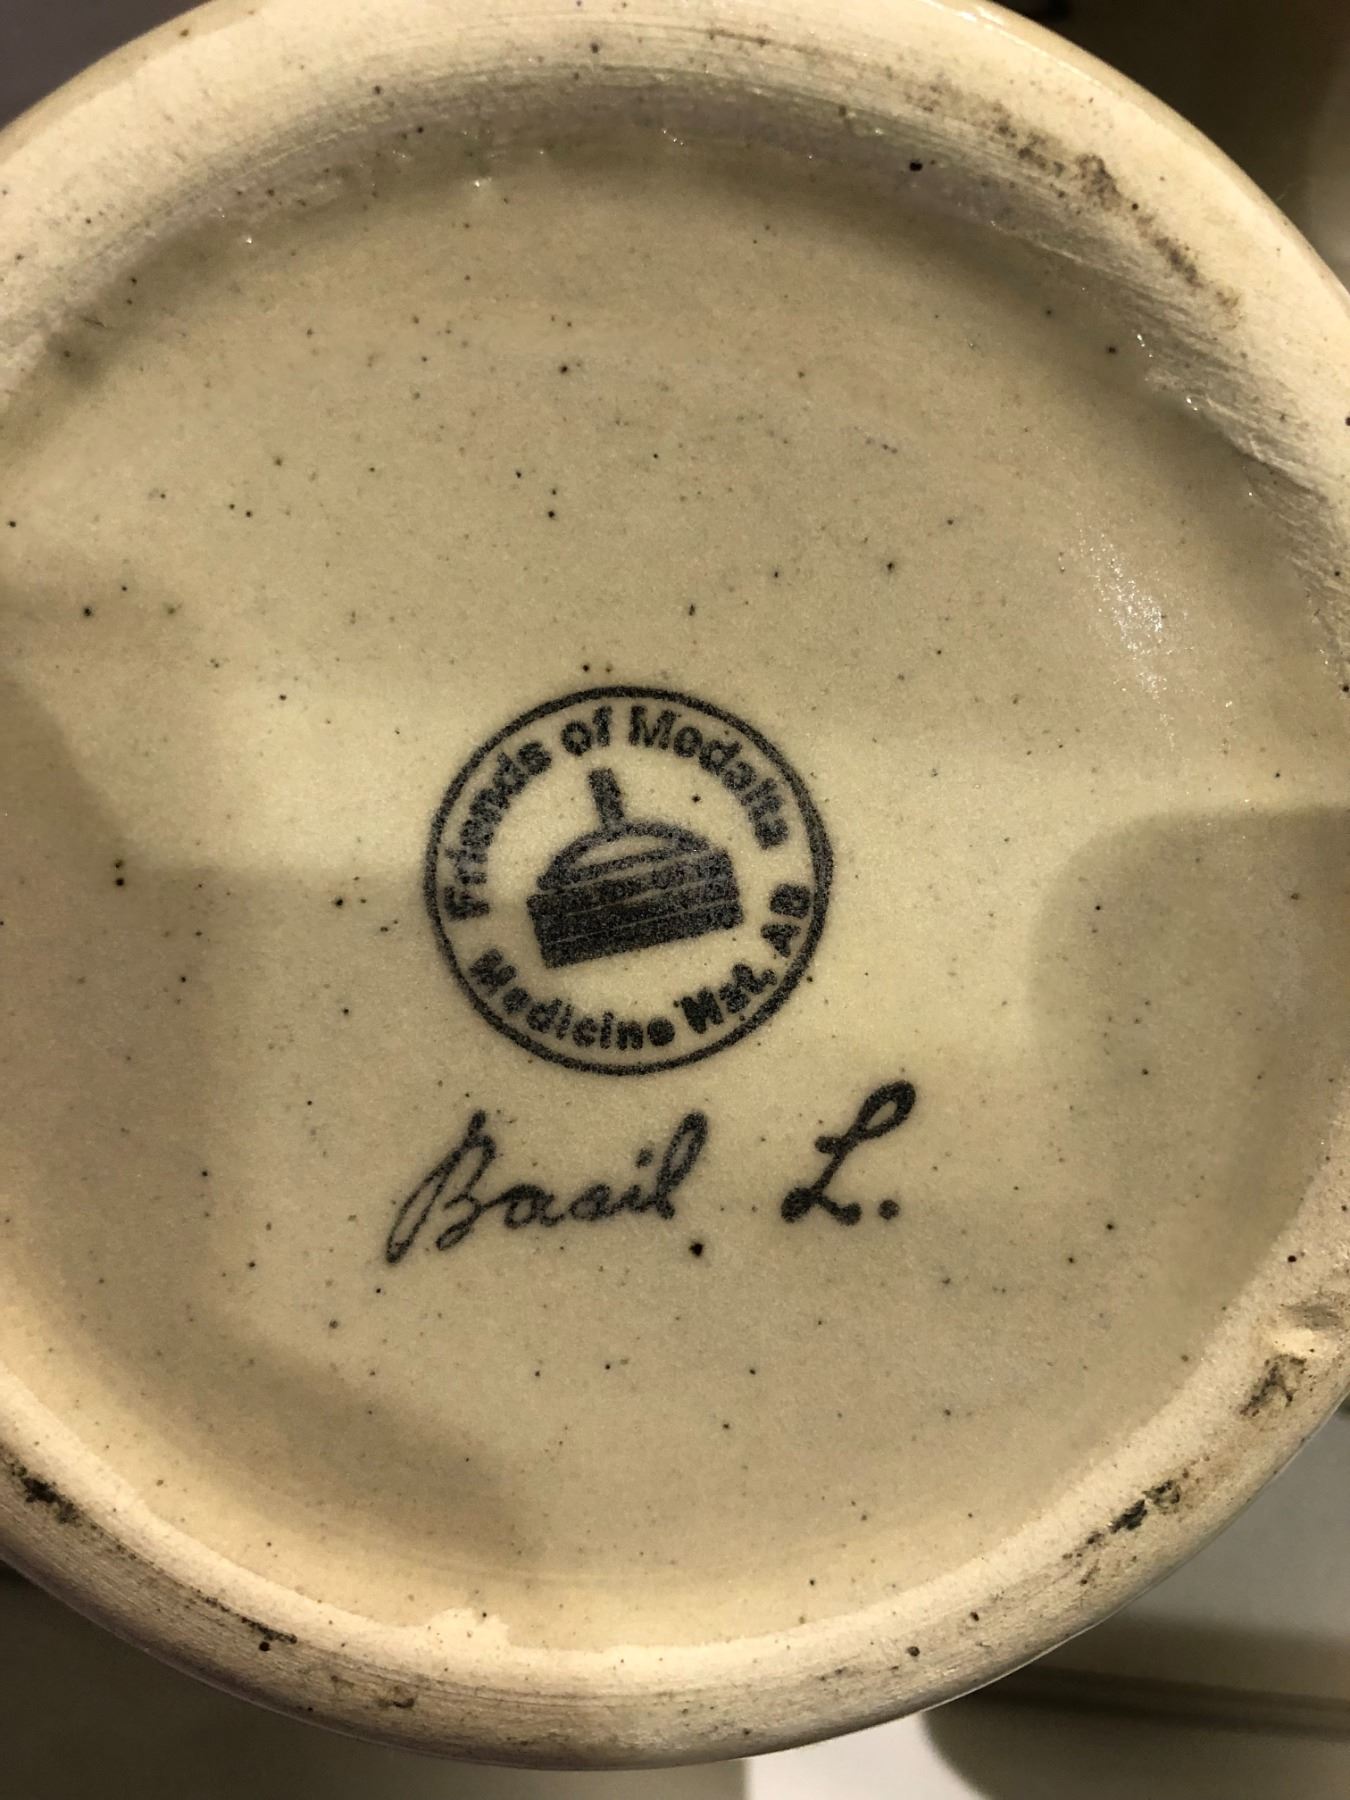 Friends of Medalta
Medicine Hat, AB
Basil L.